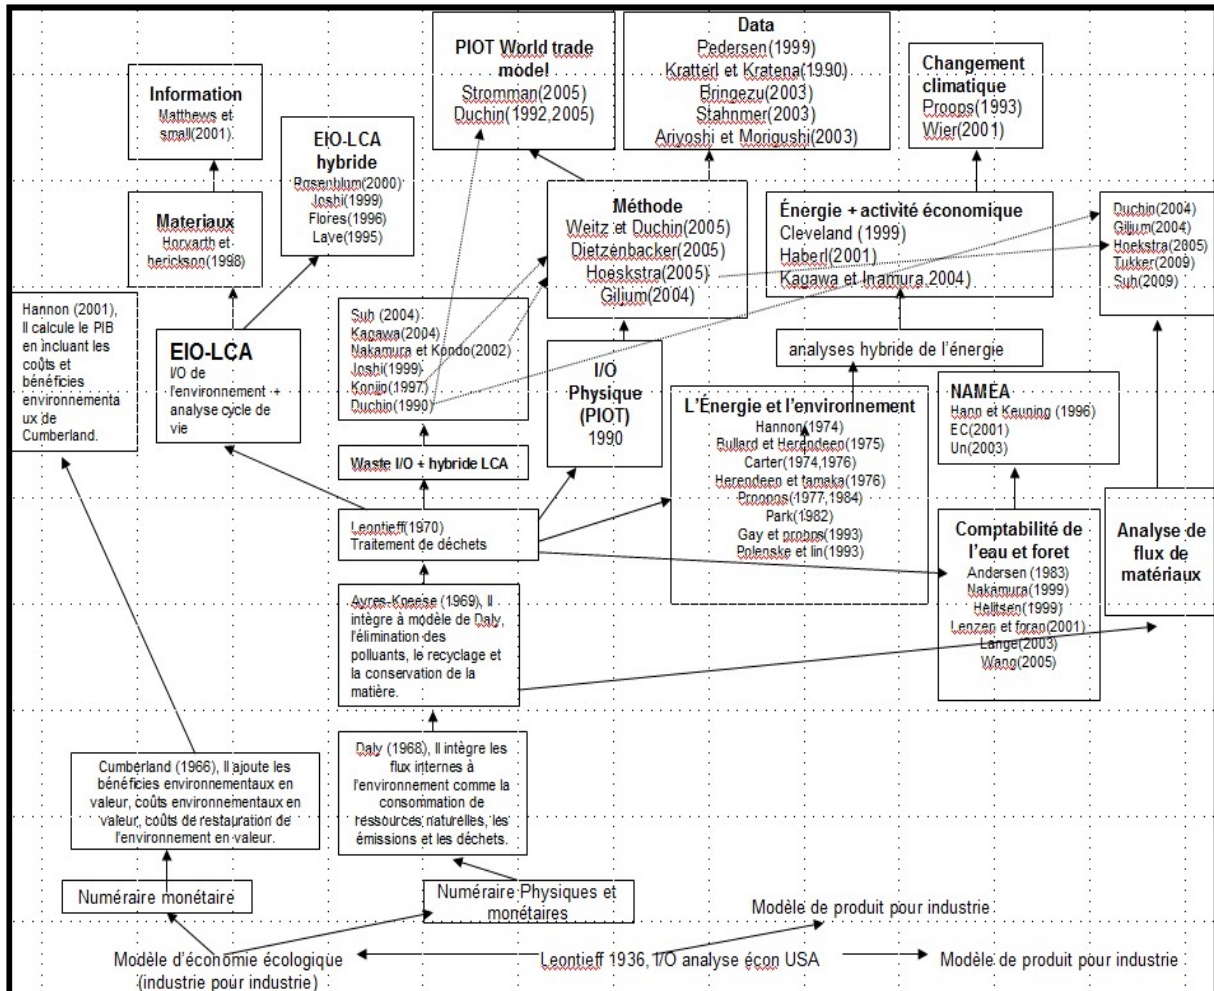 Data
Pedersen(1999)
Kratterl et Kratena(1990)
Bringezu(2003)
Stahnmer(2003)
Ariyoshi et Morigushi(2003)
PIOT World trade
model
Stromman(2005)
Duchin(1992,2005)
Changement
climatique
Proops(1993)
Wier(2001)
Information
Matthews et
small(2001)
EIO-LCA
hybride
Rosenblum(2000)
Joshi(1999)
Flores(1996)
Lave(1995)
Materiaux
Horvarth et
herickson(1998)
Méthode
Weitz et Duchin(2005)
Dietzenbacker(2005)
Hoeskstra(2005)
Giljum(2004)
Énergie + activité économique
Cleveland (1999)
Haberl(2001)
Kagawa et Inamura,2004)
Duchin(2004)
Giljum(2004)
Hoekstra(2005)
Tukker(2009)
Suh(2009)
Hannon (2001),
Il calcule le PIB
en incluant les
coûts et
bénéficies
environnementa
ux de
Cumberland.
EIO-LCA
I/O de
l'environnement +
analyse cycle de
vie
Suh (2004)
Kagawa(2004)
Nakamura et Kondo(2002)
Joshi(1999)
Konijn(1997)
Duchin(1990)
I/O
Physique
(PIOT)
1990
analyses hybride de l'énergie
L'Énergie et l'environnement
Hannon(1974)
Bullard et Herendeen(1975)
Carter(1974,1976)
Herendeen et tamaka(1976)
Proopos(1977,1984)
Park(1982)
Gay et propos(1993)
Polenske et lin(1993)
NAMÉA
Hann et Keuning (1996)
EC(2001)
Un(2003)
Waste I/O + hybride LCA
Leontieff(1970)
Traitement de déchets
Comptabilité de
l'eau et foret
Andersen (1983)
Nakamura(1999)
Helitsen(1999)
Lenzen et foran(2001)
Lange(2003)
Wang(2005)
Analyse de
flux de
matériaux
Ayres-Kneese (1969), Il
intègre à modèle de Daly,
l'élimination des
polluants, le recyclage et
la conservation de la
matière.
Cumberland (1966), Il ajoute les
bénéficies environnementaux en
valeur, coûts environnementaux en
valeur, coûts de restauration de
l'environnement en valeur.
Daly (1968), Il intègre les
flux internes à
l'environnement comme la
consommation de
ressources naturelles, les
émissions et les déchets.
Numéraire monétaire
Numéraire Physiques et
monétaires
Modèle de produit pour industrie
Modèle d'économie écologique
(industrie pour industrie)
Leontieff 1936, I/O analyse écon USA
Modèle de produit pour industrie